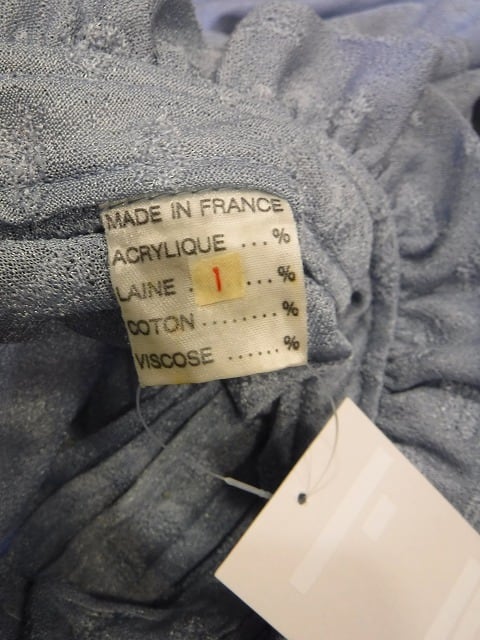 MADE IN FRANCE
ACRYLIQUE ...%
LAINE . 1 ...%
COTON ........%
VISCOSE ......%